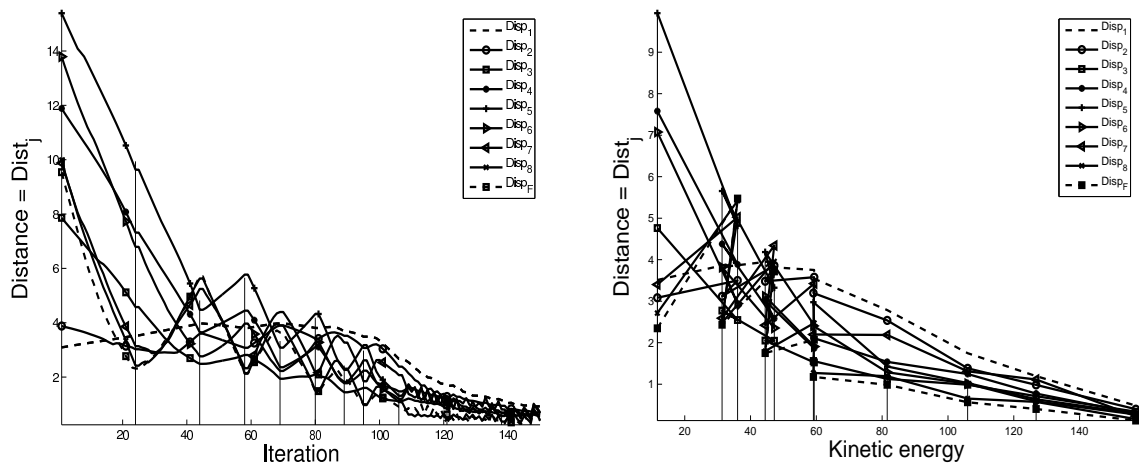 14
12
10
8
6
4
2
20
40
60
80
100
120
140
Distance = Dist_j
Iteration
Disp_1
Disp_2
Disp_3
Disp_4
Disp_5
Disp_6
Disp_7
Disp_8
Disp_F
10
9
8
7
6
5
4
3
2
1
20
40
60
80
100
120
140
Distance = Dist_j
Kinetic energy
Disp_1
Disp_2
Disp_3
Disp_4
Disp_5
Disp_6
Disp_7
Disp_8
Disp_F